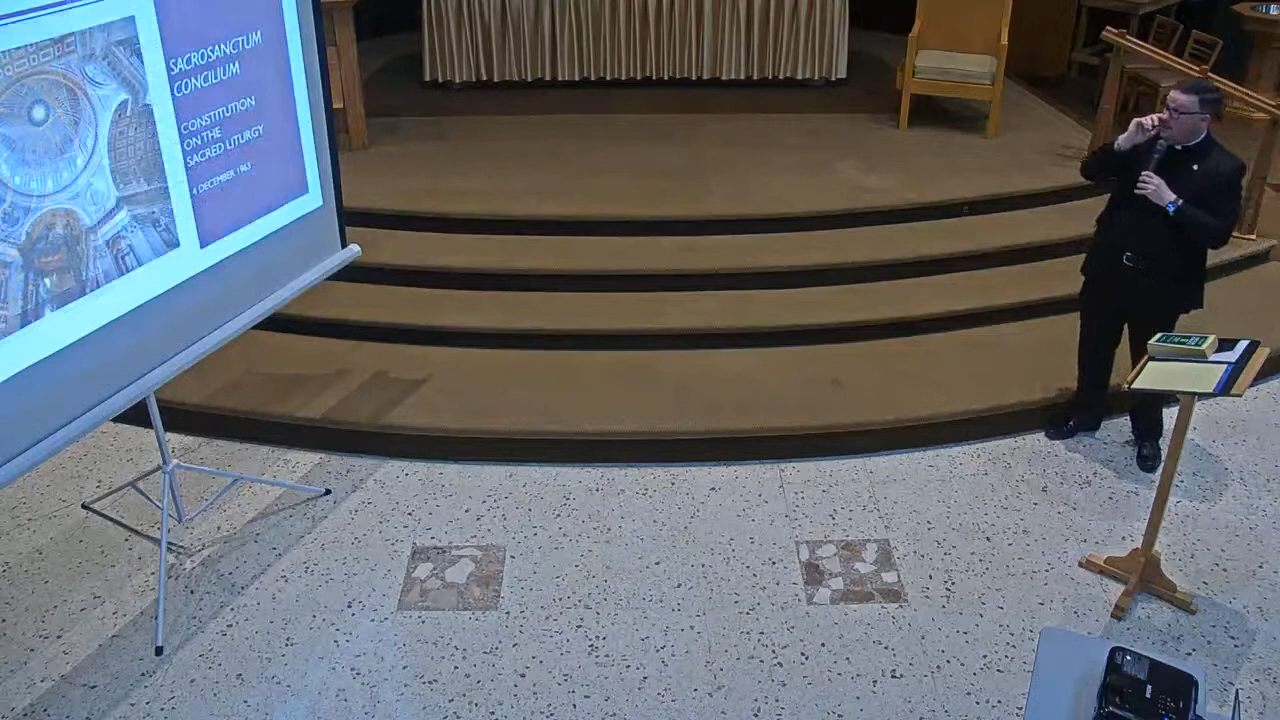 SACROSANCTUM
CONCILIUM
CONSTITUTION
ON THE
SACRED LITURGY
4 DECEMBER 1963